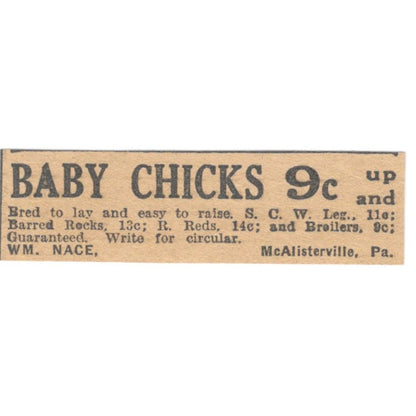 BABY CHICKS 9c up and
Bred to lay and easy to raise. S. C. W. Leg., 11c;
Barred Rocks, 13c; R. Reds, 14c; and Broilers, 9c;
Guaranteed. Write for circular.
WM. NACE, McAlisterville, Pa.